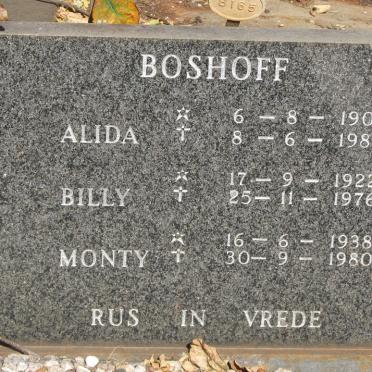 8165
BOSHOFF
ALIDA ☆ 6 – 8 – 190
✝ 8 – 6 – 198
BILLY ☆ 17 – 9 – 1922
✝ 25 – 11 – 1976
MONTY ☆ 16 – 6 – 1938
✝ 30 – 9 – 1980
RUS IN VREDE